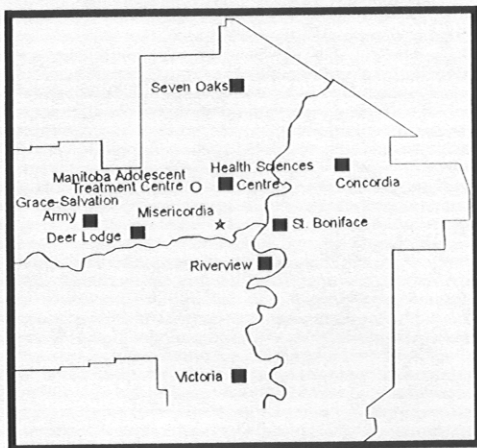 Seven Oaks
Manitoba Adolescent
Treatment Centre
Health Sciences
Centre
Concordia
Grace-Salvation
Army
Misericordia
Deer Lodge
St. Boniface
Riverview
Victoria